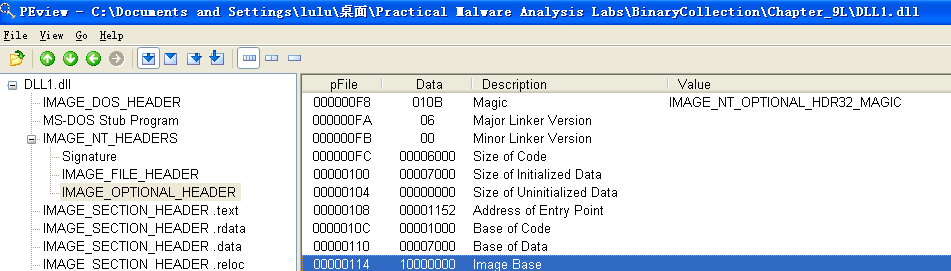 PEview - C:\Documents and Settings\lulu\桌面\Practical Malware Analysis Labs\BinaryCollection\Chapter_9L\DLL1.dll
File View Go Help
DLL1.dll
IMAGE_DOS_HEADER
MS-DOS Stub Program
IMAGE_NT_HEADERS
Signature
IMAGE_FILE_HEADER
IMAGE_OPTIONAL_HEADER
IMAGE_SECTION_HEADER .text
IMAGE_SECTION_HEADER .rdata
IMAGE_SECTION_HEADER .data
IMAGE_SECTION_HEADER .reloc
pFile Data Description Value
000000F8 010B Magic IMAGE_NT_OPTIONAL_HDR32_MAGIC
000000FA 06 Major Linker Version
000000FB 00 Minor Linker Version
000000FC 00006000 Size of Code
00000100 00007000 Size of Initialized Data
00000104 00000000 Size of Uninitialized Data
00000108 00001152 Address of Entry Point
0000010C 00001000 Base of Code
00000110 00007000 Base of Data
00000114 10000000 Image Base